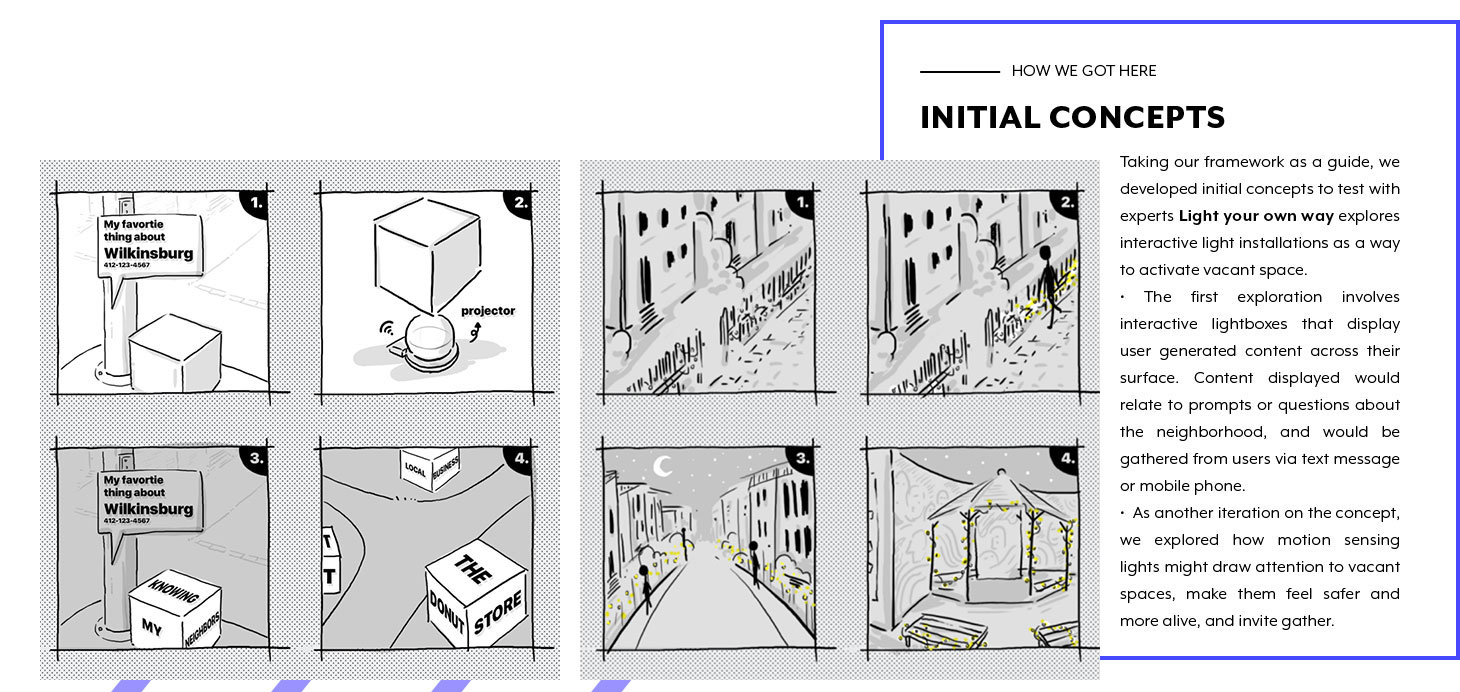 HOW WE GOT HERE
INITIAL CONCEPTS
1.
My favortie
thing about
Wilkinsburg
412-123-4567
2.
projector
3.
My favortie
thing about
Wilkinsburg
412-123-4567
KNOWING
MY
NEIGHBORS
4.
LOCAL
BUSINESS
T
T
THE
DONUT
STORE
1.
2.
3.
4.
Taking our framework as a guide, we
developed initial concepts to test with
experts Light your own way explores
interactive light installations as a way
to activate vacant space.
· The first exploration involves
interactive lightboxes that display
user generated content across their
surface. Content displayed would
relate to prompts or questions about
the neighborhood, and would be
gathered from users via text message
or mobile phone.
· As another iteration on the concept,
we explored how motion sensing
lights might draw attention to vacant
spaces, make them feel safer and
more alive, and invite gather.